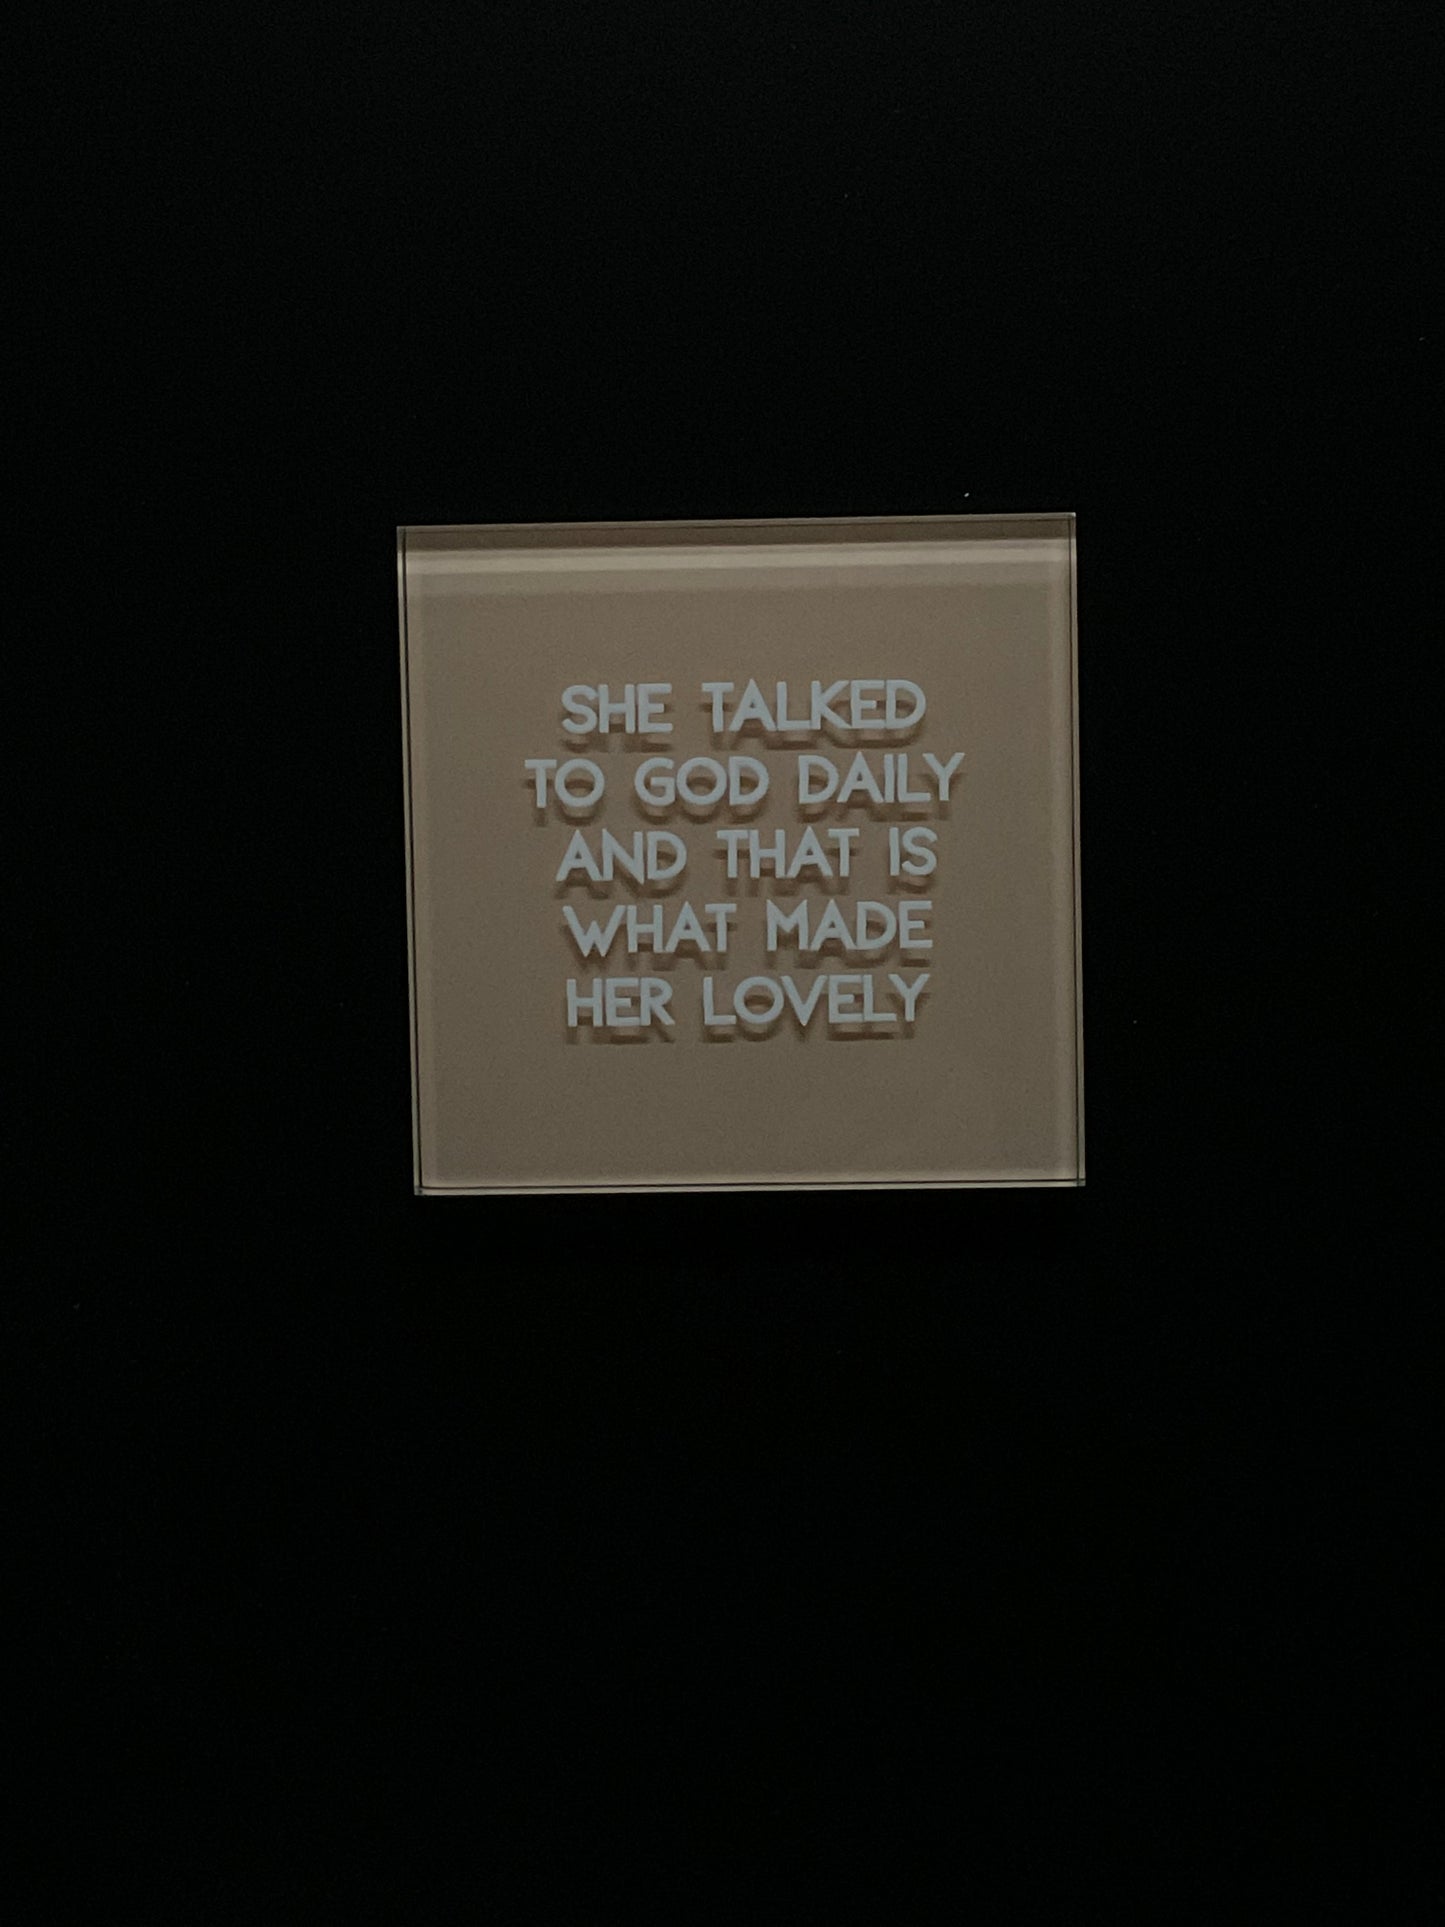 SHE TALKED
TO GOD DAILY
AND THAT IS
WHAT MADE
HER LOVELY